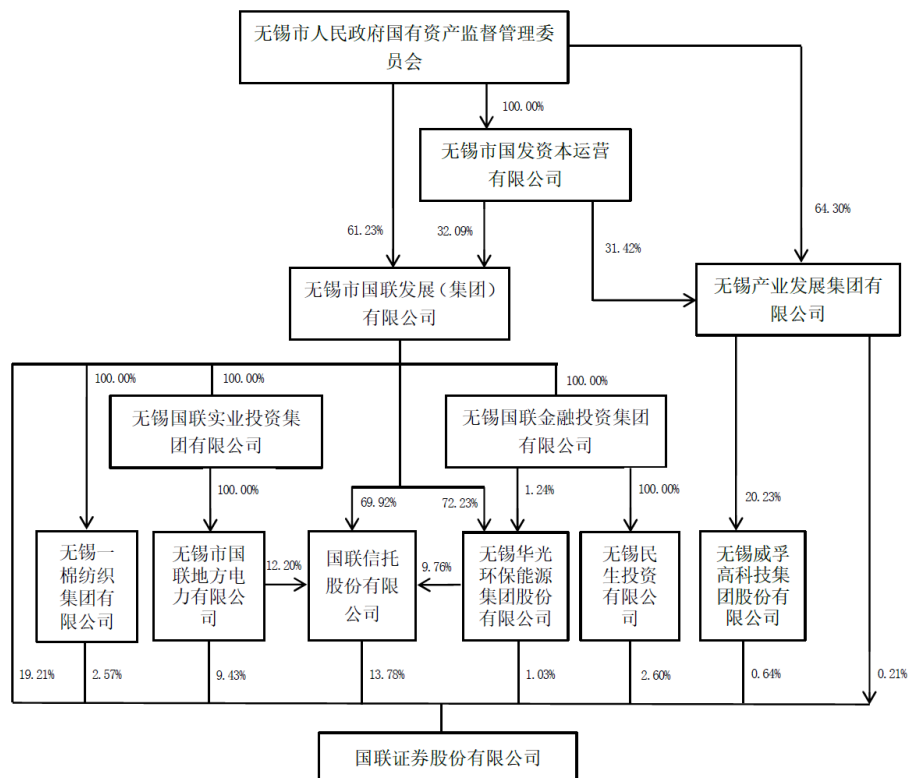 无锡市人民政府国有资产监督管理委
员会
100.00%
无锡市国发资本运营
有限公司
64.30%
61.23%
32.09%
31.42%
无锡市国联发展（集团）
有限公司
无锡产业发展集团有
限公司
100.00%
100.00%
100.00%
无锡国联实业投资集
团有限公司
无锡国联金融投资集团
有限公司
100.00%
69.92%
72.23%
1.24%
100.00%
20.23%
无锡一
棉纺织
集团有
限公司
无锡市国
联地方电
力有限公
司
12.20%
国联信托
股份有限
公司
9.76%
无锡华光
环保能源
集团股份
有限公司
无锡民
生投资
有限公
司
无锡威孚
高科技集
团股份有
限公司
19.21%
2.57%
9.43%
13.78%
1.03%
2.60%
0.64%
0.21%
国联证券股份有限公司